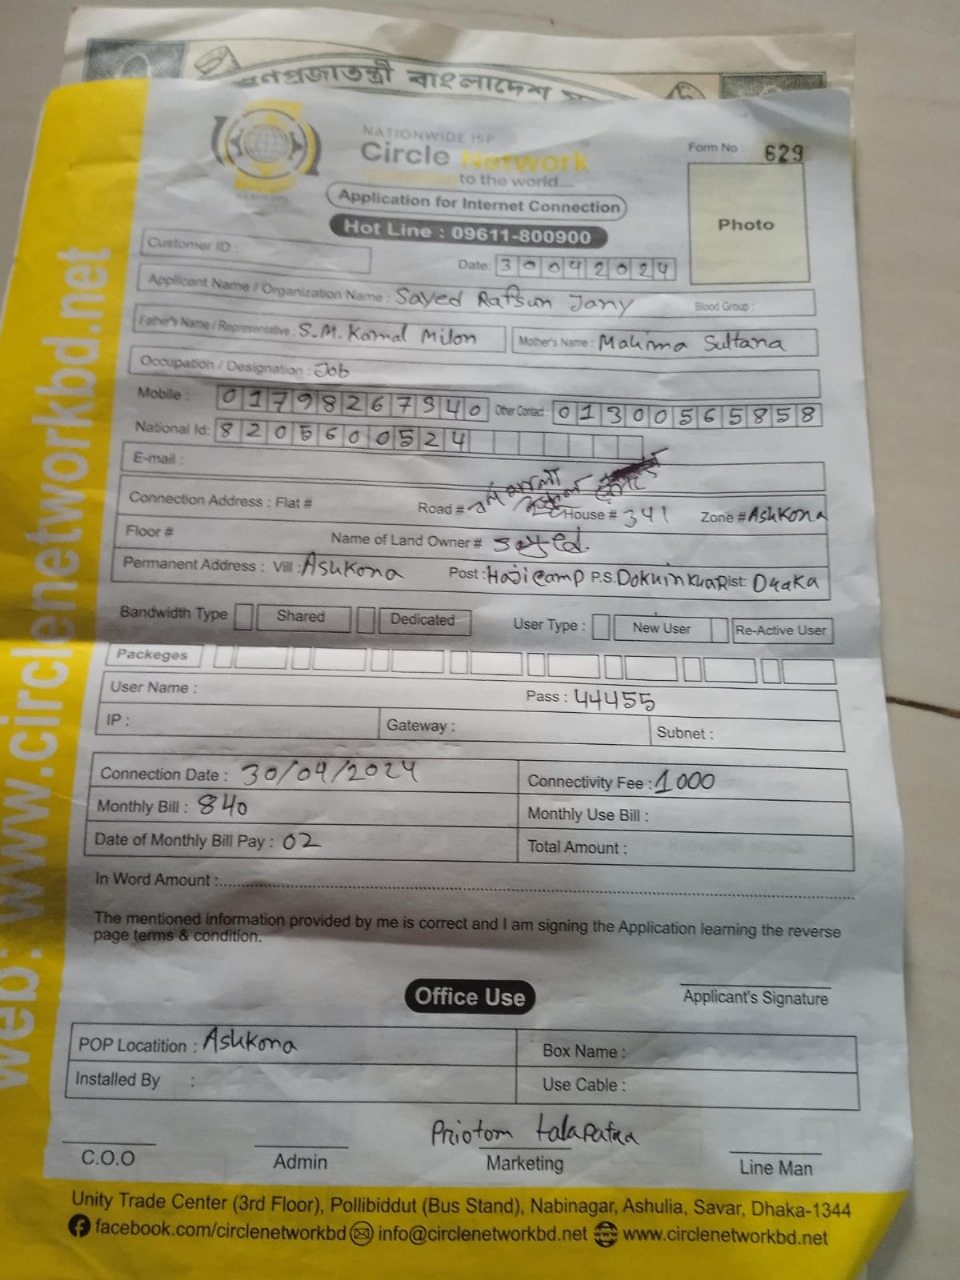 গণপ্রজাতন্ত্রী বাংলাদেশ
NATIONWIDE ISP
Circle Network
to the world....
Form No : 629
Application for Internet Connection
Hot Line : 09611-800900
Photo
Customer ID :
Date: 30042024
Applicant Name / Organization Name : Sayed Rafsun Jany Blood Group :
Father's Name / Representative : S.M. Kamal Milon Mother's Name : Mahima Sultana
Occupation / Designation : Job
Mobile : 01798267340 Other Contact : 01300565858
National Id: 8205600524
E-mail :
Connection Address : Flat # Road # House # 341 Zone # Ashkona
Floor # Name of Land Owner # Sayed.
Permanent Address : Vill : Ashkona Post : Haji camp P.S. Dist: Dhaka
Bandwidth Type Shared Dedicated User Type : New User Re-Active User
Packeges
User Name : Pass : 44455
IP : Gateway : Subnet :
Connection Date : 30/04/2024 Connectivity Fee : 1000
Monthly Bill : 840 Monthly Use Bill :
Date of Monthly Bill Pay : 02 Total Amount :
In Word Amount :
The mentioned information provided by me is correct and I am signing the Application learning the reverse
page terms & condition.
Office Use
Applicant's Signature
POP Locatition : Ashkona Box Name :
Installed By : Use Cable :
Priotom talapatra
C.O.O Admin Marketing Line Man
Unity Trade Center (3rd Floor), Pollibiddut (Bus Stand), Nabinagar, Ashulia, Savar, Dhaka-1344
facebook.com/circlenetworkbd info@circlenetworkbd.net www.circlenetworkbd.net
web: www.circlenetworkbd.net